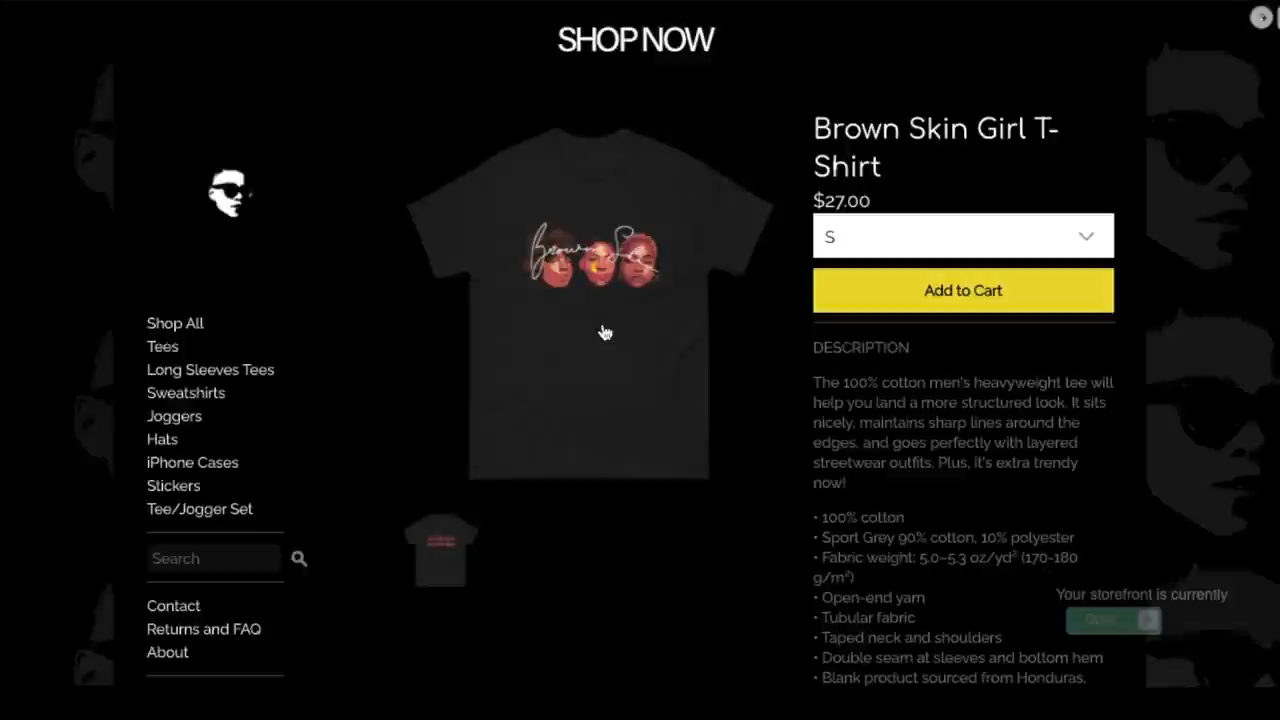 SHOP NOW
Brown Skin Girl T-
Shirt
$27.00
S
Add to Cart
Shop All
Tees
Long Sleeves Tees
Sweatshirts
Joggers
Hats
iPhone Cases
Stickers
Tee/Jogger Set
Search
Contact
Returns and FAQ
About
DESCRIPTION
The 100% cotton men's heavyweight tee will
help you land a more structured look. It sits
nicely, maintains sharp lines around the
edges, and goes perfectly with layered
streetwear outfits. Plus, it's extra trendy
now!
• 100% cotton
• Sport Grey 90% cotton, 10% polyester
• Fabric weight: 5.0–5.3 oz/yd² (170-180
g/m²)
• Open-end yarn
• Tubular fabric
• Taped neck and shoulders
• Double seam at sleeves and bottom hem
• Blank product sourced from Honduras,
Your storefront is currently